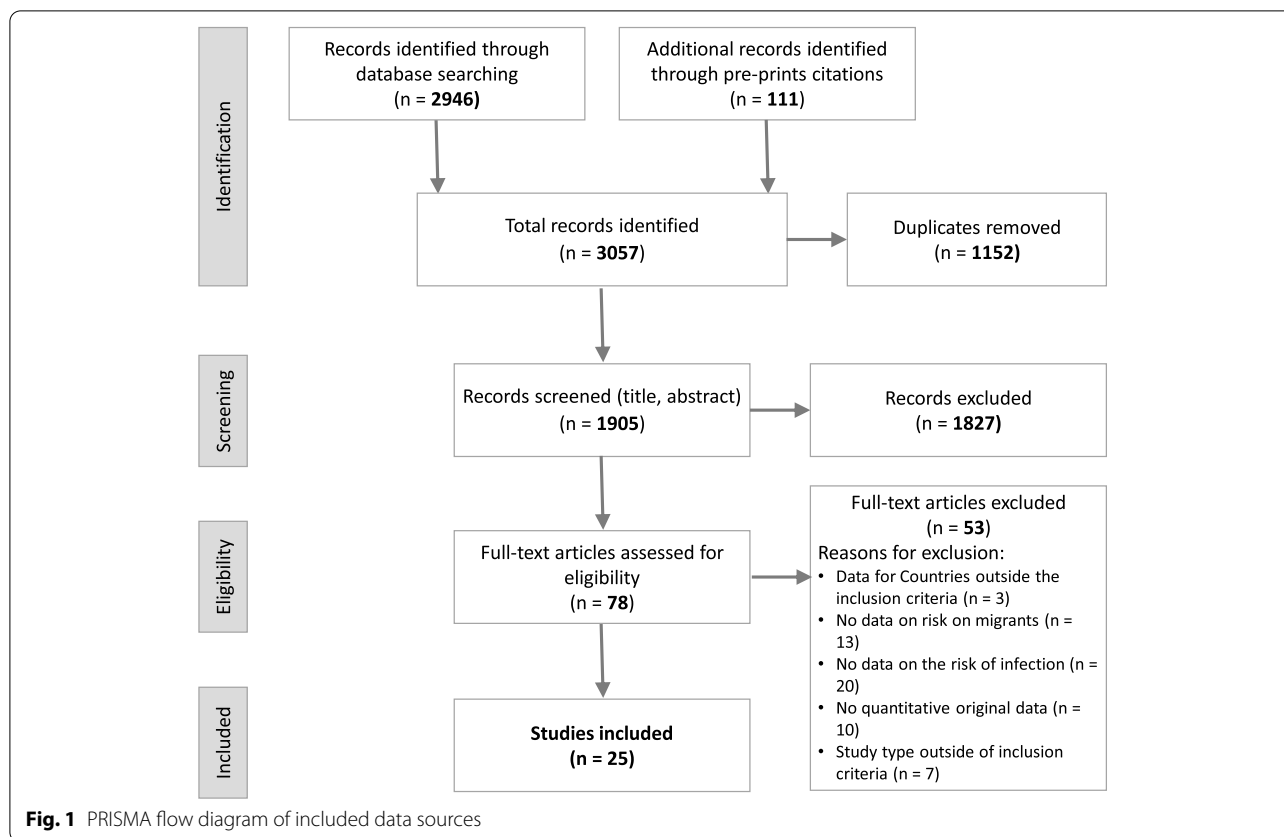 Identification
Records identified through
database searching
(n = 2946)
Additional records identified
through pre-prints citations
(n = 111)
Total records identified
(n = 3057)
Duplicates removed
(n = 1152)
Screening
Records screened (title, abstract)
(n = 1905)
Records excluded
(n = 1827)
Eligibility
Full-text articles assessed for
eligibility
(n = 78)
Full-text articles excluded
(n = 53)
Reasons for exclusion:
• Data for Countries outside the
inclusion criteria (n = 3)
• No data on risk on migrants (n =
13)
• No data on the risk of infection (n =
20)
• No quantitative original data (n =
10)
• Study type outside of inclusion
criteria (n = 7)
Included
Studies included
(n = 25)
Fig. 1 PRISMA flow diagram of included data sources